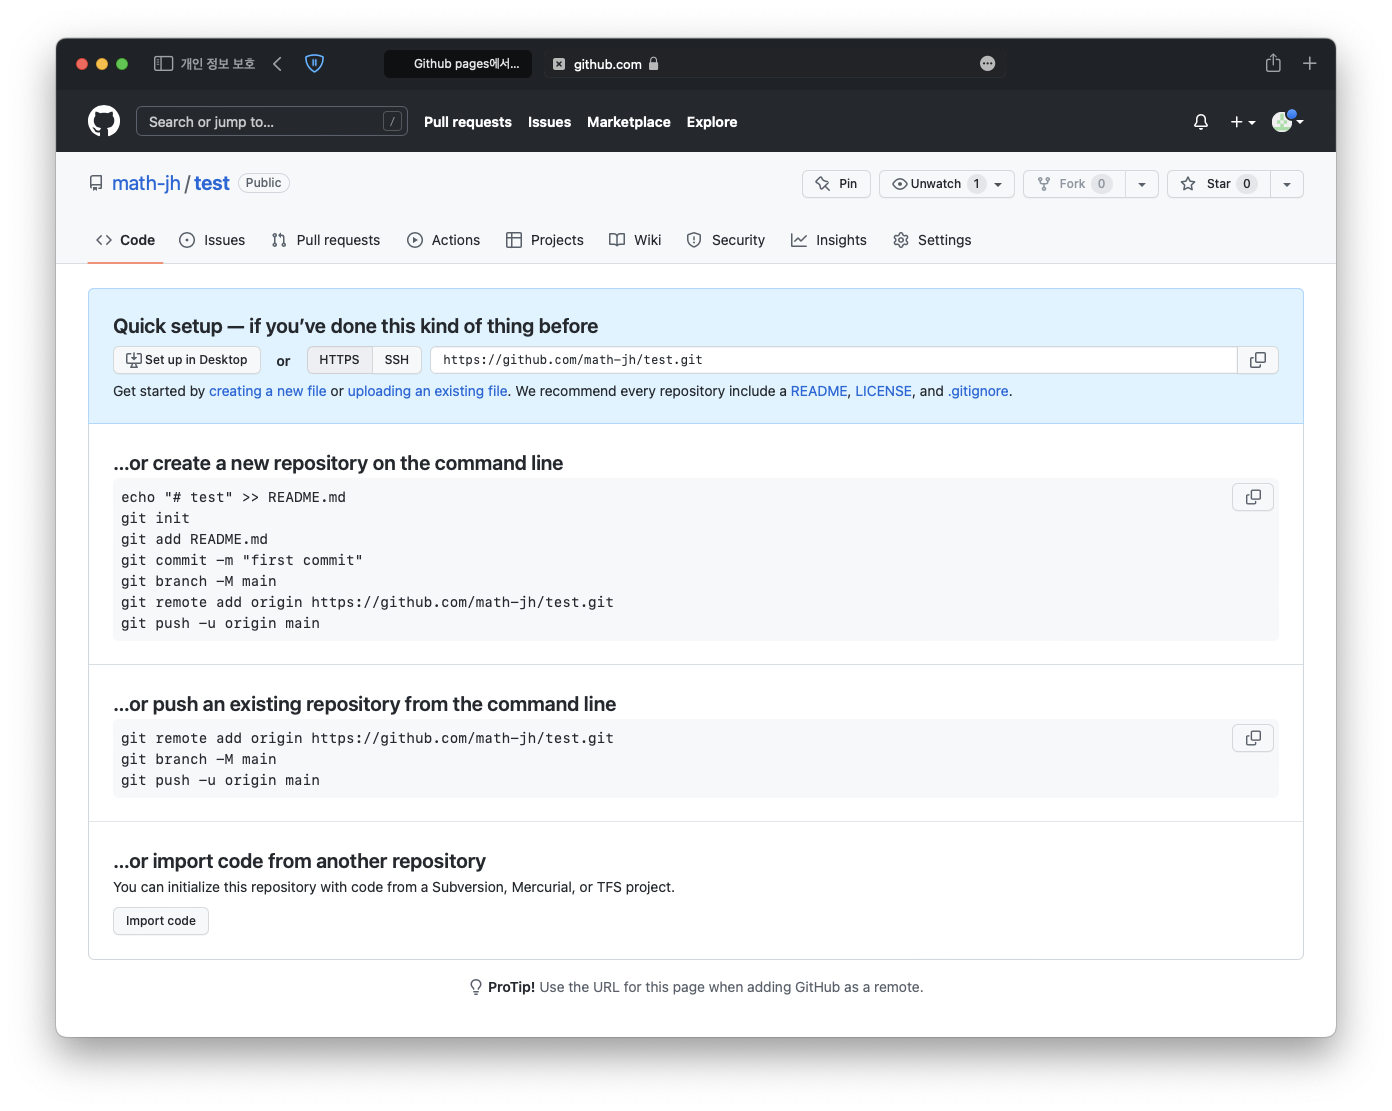 개인 정보 보호
Github pages에서...
github.com
Search or jump to...
/
Pull requests
Issues
Marketplace
Explore
math-jh / test
Public
Pin
Unwatch 1
Fork 0
Star 0
Code
Issues
Pull requests
Actions
Projects
Wiki
Security
Insights
Settings
Quick setup — if you’ve done this kind of thing before
Set up in Desktop
or
HTTPS
SSH
https://github.com/math-jh/test.git
Get started by creating a new file or uploading an existing file. We recommend every repository include a README, LICENSE, and .gitignore.
…or create a new repository on the command line
echo "# test" >> README.md
git init
git add README.md
git commit -m "first commit"
git branch -M main
git remote add origin https://github.com/math-jh/test.git
git push -u origin main
…or push an existing repository from the command line
git remote add origin https://github.com/math-jh/test.git
git branch -M main
git push -u origin main
…or import code from another repository
You can initialize this repository with code from a Subversion, Mercurial, or TFS project.
Import code
ProTip! Use the URL for this page when adding GitHub as a remote.